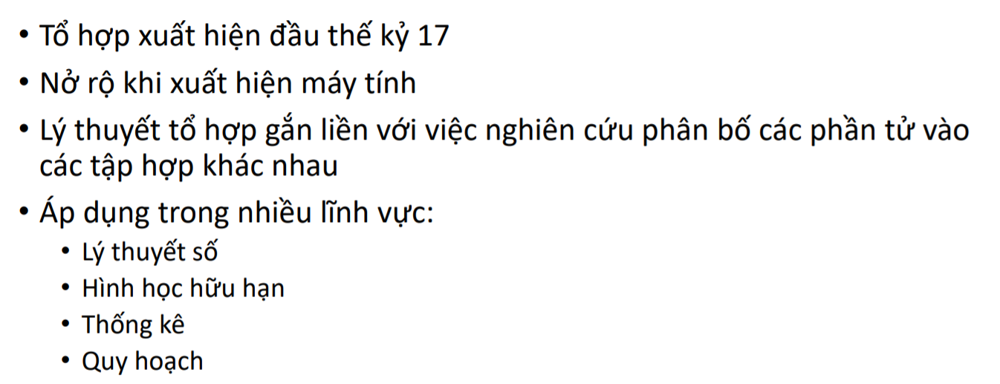 • Tổ hợp xuất hiện đầu thế kỷ 17
• Nở rộ khi xuất hiện máy tính
• Lý thuyết tổ hợp gắn liền với việc nghiên cứu phân bố các phần tử vào
các tập hợp khác nhau
• Áp dụng trong nhiều lĩnh vực:
• Lý thuyết số
• Hình học hữu hạn
• Thống kê
• Quy hoạch